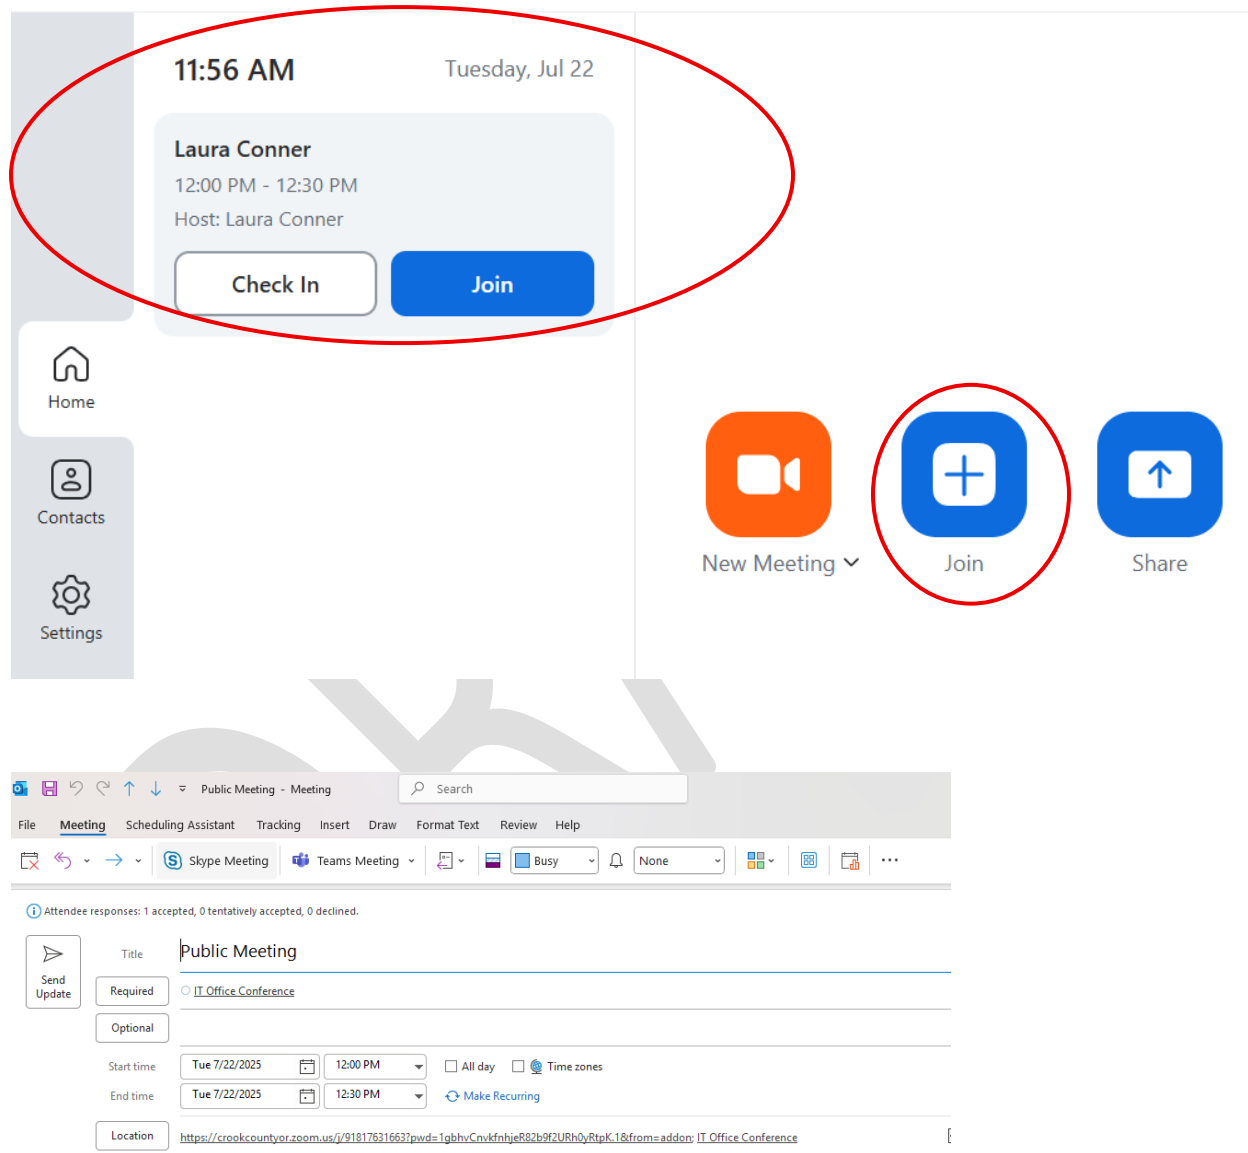 11:56 AM Tuesday, Jul 22
Laura Conner
12:00 PM - 12:30 PM
Host: Laura Conner
Check In Join
Home
Contacts
Settings
New Meeting Join Share
Public Meeting - Meeting Search
File Meeting Scheduling Assistant Tracking Insert Draw Format Text Review Help
Skype Meeting Teams Meeting Busy None
Attendee responses: 1 accepted, 0 tentatively accepted, 0 declined.
Send Update
Title Public Meeting
Required IT Office Conference
Optional
Start time Tue 7/22/2025 12:00 PM All day Time zones
End time Tue 7/22/2025 12:30 PM Make Recurring
Location https://crookcountyor.zoom.us/j/91817631663?pwd=1gbhvCnvkfnhjeR82b9f2URh0yRtpK.1&from=addon; IT Office Conference